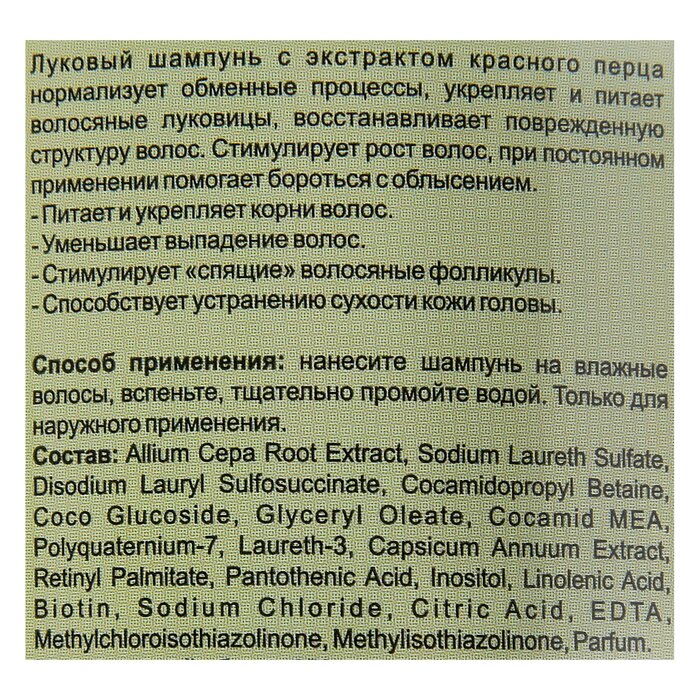 Луковый шампунь с экстрактом красного перца
нормализует обменные процессы, укрепляет и питает
волосяные луковицы, восстанавливает поврежденную
структуру волос. Стимулирует рост волос, при постоянном
применении помогает бороться с облысением.
- Питает и укрепляет корни волос.
- Уменьшает выпадение волос.
- Стимулирует «спящие» волосяные фолликулы.
- Способствует устранению сухости кожи головы.
Способ применения: нанесите шампунь на влажные
волосы, вспеньте, тщательно промойте водой. Только для
наружного применения.
Состав: Allium Cepa Root Extract, Sodium Laureth Sulfate,
Disodium Lauryl Sulfosuccinate, Cocamidopropyl Betaine,
Coco Glucoside, Glyceryl Oleate, Cocamid MEA,
Polyquaternium-7, Laureth-3, Capsicum Annuum Extract,
Retinyl Palmitate, Pantothenic Acid, Inositol, Linolenic Acid,
Biotin, Sodium Chloride, Citric Acid, EDTA,
Methylchloroisothiazolinone, Methylisothiazolinone, Parfum.